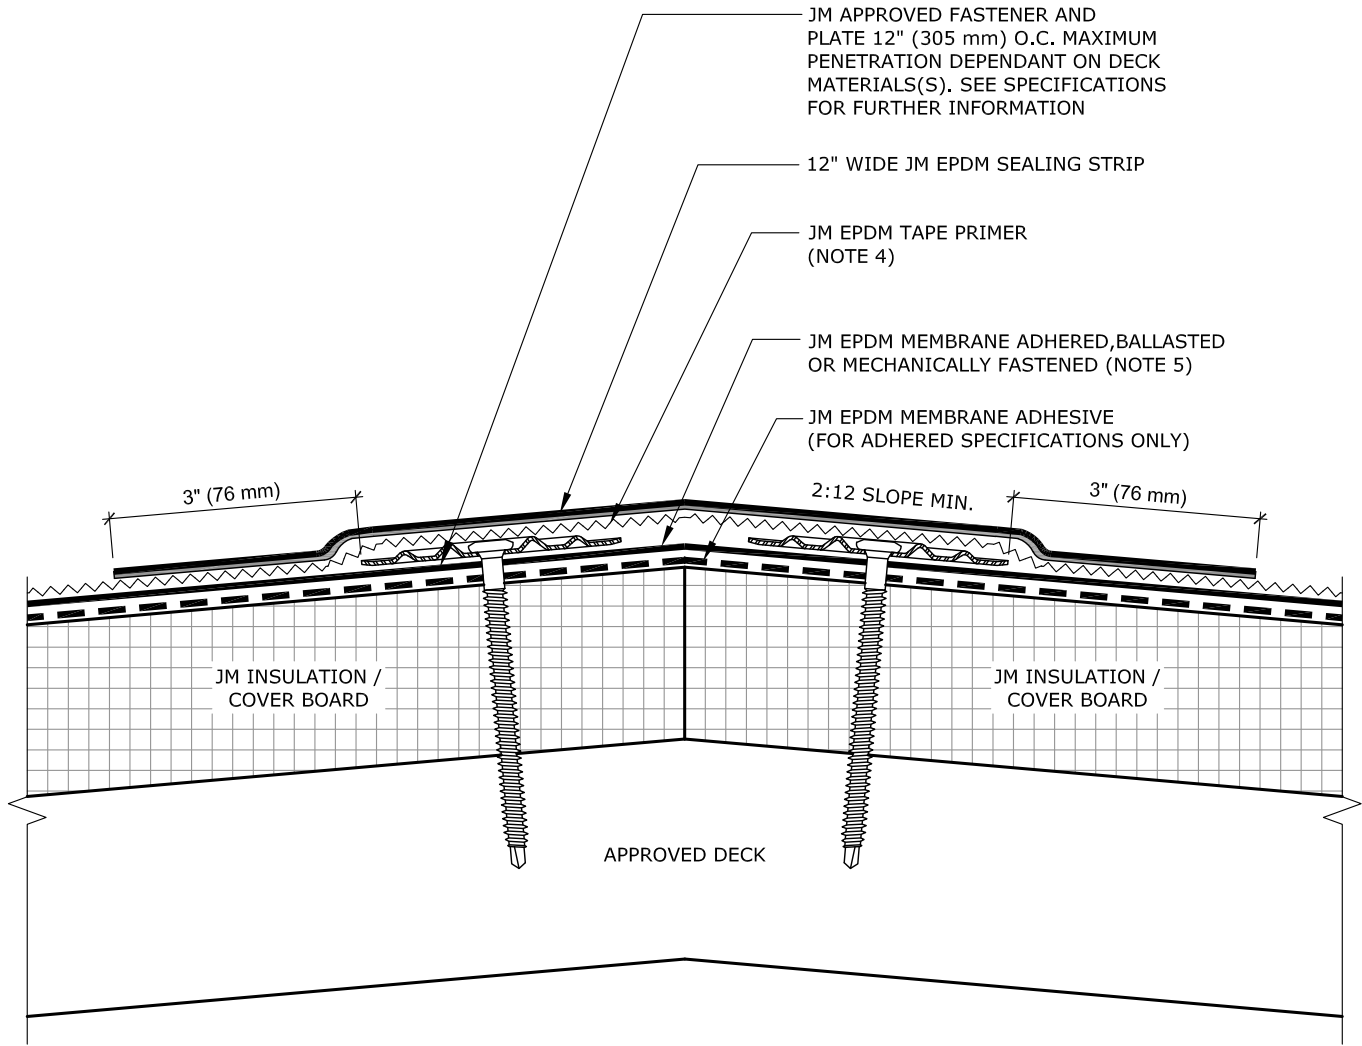 JM APPROVED FASTENER AND
PLATE 12" (305 mm) O.C. MAXIMUM
PENETRATION DEPENDANT ON DECK
MATERIALS(S). SEE SPECIFICATIONS
FOR FURTHER INFORMATION
12" WIDE JM EPDM SEALING STRIP
JM EPDM TAPE PRIMER
(NOTE 4)
JM EPDM MEMBRANE ADHERED,BALLASTED
OR MECHANICALLY FASTENED (NOTE 5)
JM EPDM MEMBRANE ADHESIVE
(FOR ADHERED SPECIFICATIONS ONLY)
3" (76 mm)
2:12 SLOPE MIN.
3" (76 mm)
JM INSULATION /
COVER BOARD
JM INSULATION /
COVER BOARD
APPROVED DECK